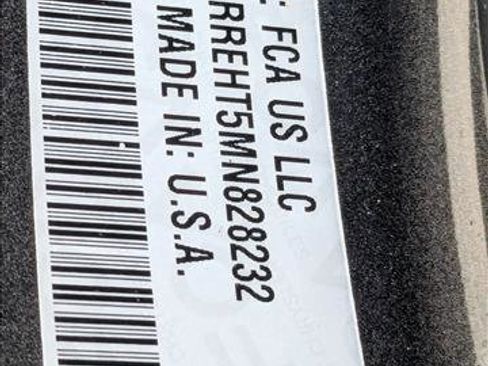 : FCA US LLC
RREHT5MN828232
MADE IN: U.S.A.